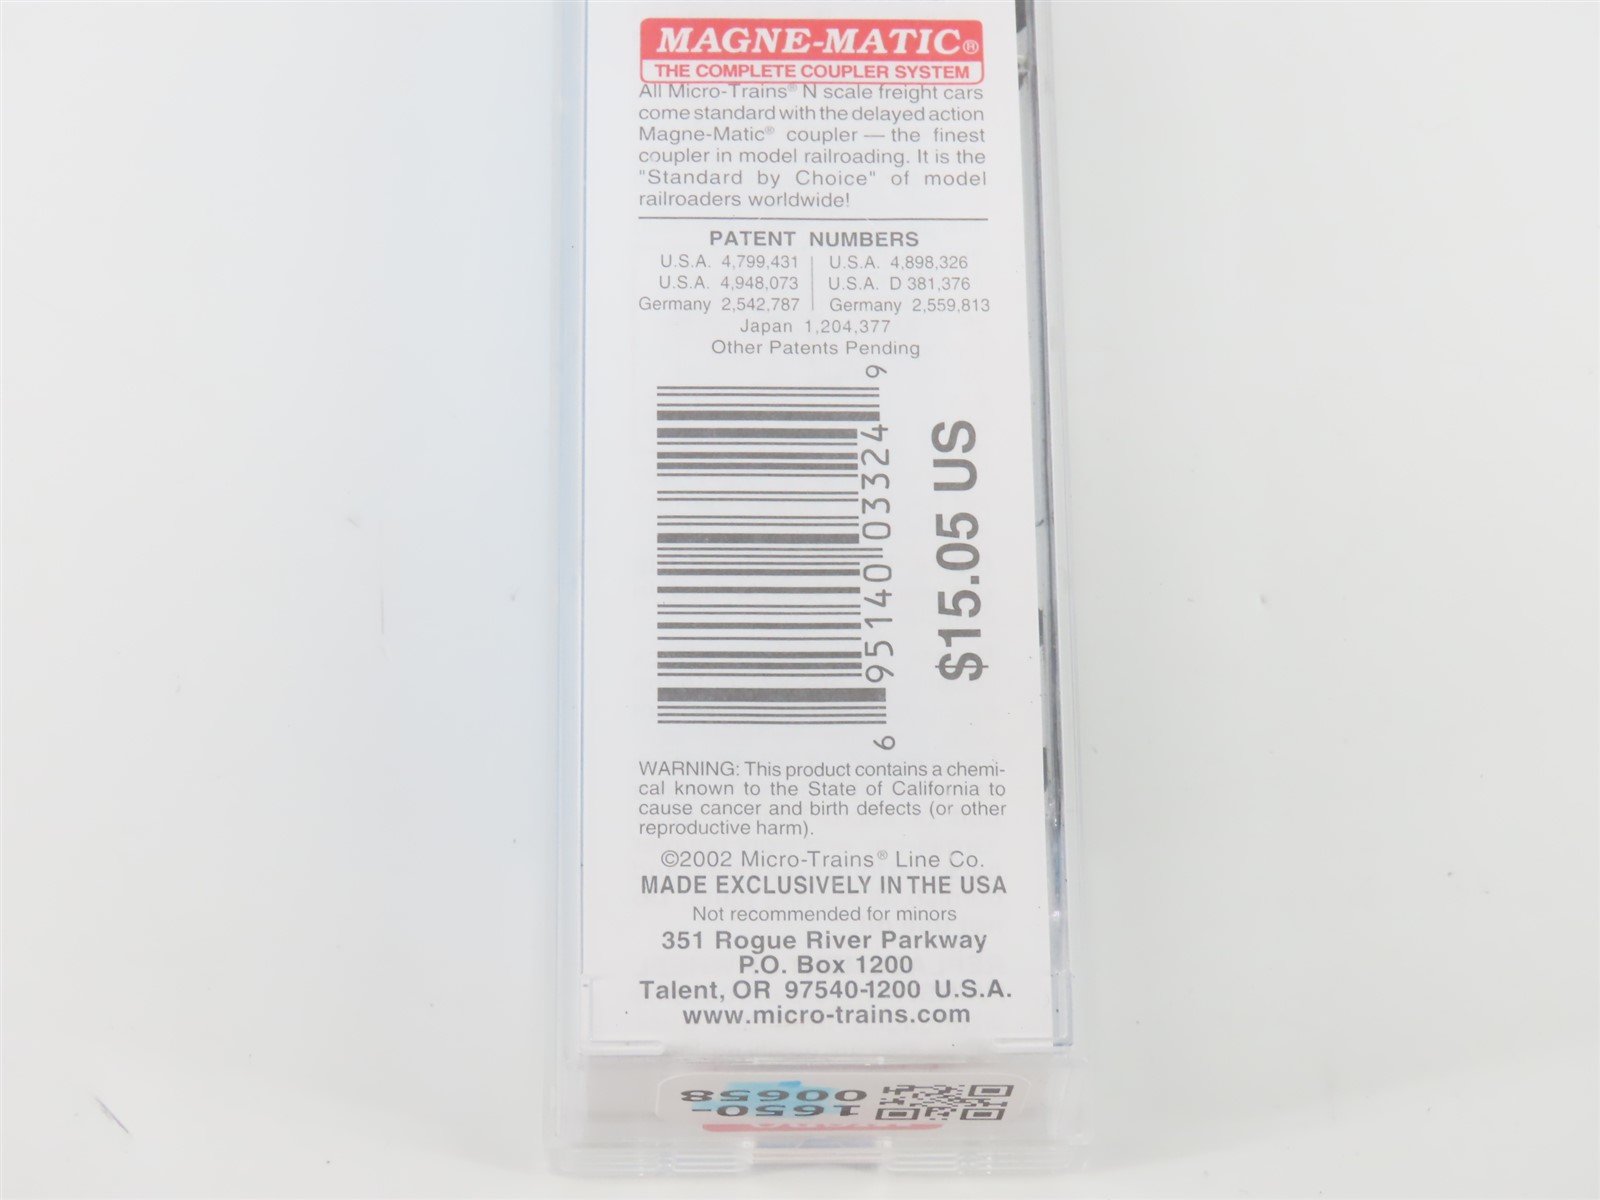 MAGNE-MATIC®
THE COMPLETE COUPLER SYSTEM
All Micro-Trains® N scale freight cars
come standard with the delayed action
Magne-Matic® coupler — the finest
coupler in model railroading. It is the
"Standard by Choice" of model
railroaders worldwide!
PATENT NUMBERS
U.S.A. 4,799,431 | U.S.A. 4,898,326
U.S.A. 4,948,073 | U.S.A. D 381,376
Germany 2,542,787 | Germany 2,559,813
Japan 1,204,377
Other Patents Pending
6 95140 03324 9
$15.05 US
WARNING: This product contains a chemi-
cal known to the State of California to
cause cancer and birth defects (or other
reproductive harm).
©2002 Micro-Trains® Line Co.
MADE EXCLUSIVELY IN THE USA
Not recommended for minors
351 Rogue River Parkway
P.O. Box 1200
Talent, OR 97540-1200 U.S.A.
www.micro-trains.com
1650-
00658